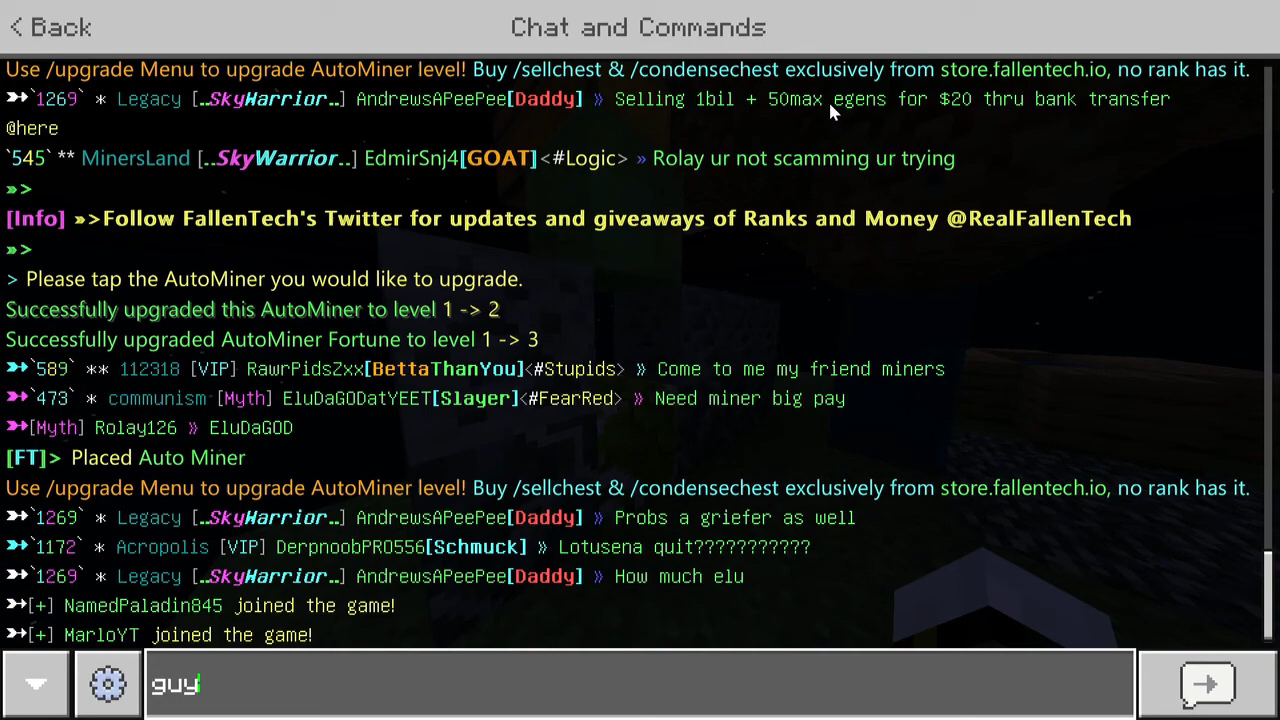 < Back
Chat and Commands
Use /upgrade Menu to upgrade AutoMiner level! Buy /sellchest & /condensechest exclusively from store.fallentech.io, no rank has it.
➳`1269` * Legacy [..SkyWarrior..] AndrewsAPeePee[Daddy] » Selling 1bil + 50max egens for $20 thru bank transfer
@here
`545` ** MinersLand [..SkyWarrior..] EdmirSnj4[GOAT]<#Logic> » Rolay ur not scamming ur trying
»>
[Info] »>Follow FallenTech's Twitter for updates and giveaways of Ranks and Money @RealFallenTech
»>
> Please tap the AutoMiner you would like to upgrade.
Successfully upgraded this AutoMiner to level 1 -> 2
Successfully upgraded AutoMiner Fortune to level 1 -> 3
➳`589` ** 112318 [VIP] RawrPidsZxx[BettaThanYou]<#Stupids> » Come to me my friend miners
➳`473` * communism [Myth] EluDaGODatYEET[Slayer]<#FearRed> » Need miner big pay
➳[Myth] Rolay126 » EluDaGOD
[FT]> Placed Auto Miner
Use /upgrade Menu to upgrade AutoMiner level! Buy /sellchest & /condensechest exclusively from store.fallentech.io, no rank has it.
➳`1269` * Legacy [..SkyWarrior..] AndrewsAPeePee[Daddy] » Probs a griefer as well
➳`1172` * Acropolis [VIP] DerpnoobPRO556[Schmuck] » Lotusena quit???????????
➳`1269` * Legacy [..SkyWarrior..] AndrewsAPeePee[Daddy] » How much elu
➳[+] NamedPaladin845 joined the game!
➳[+] MarloYT joined the game!
guy